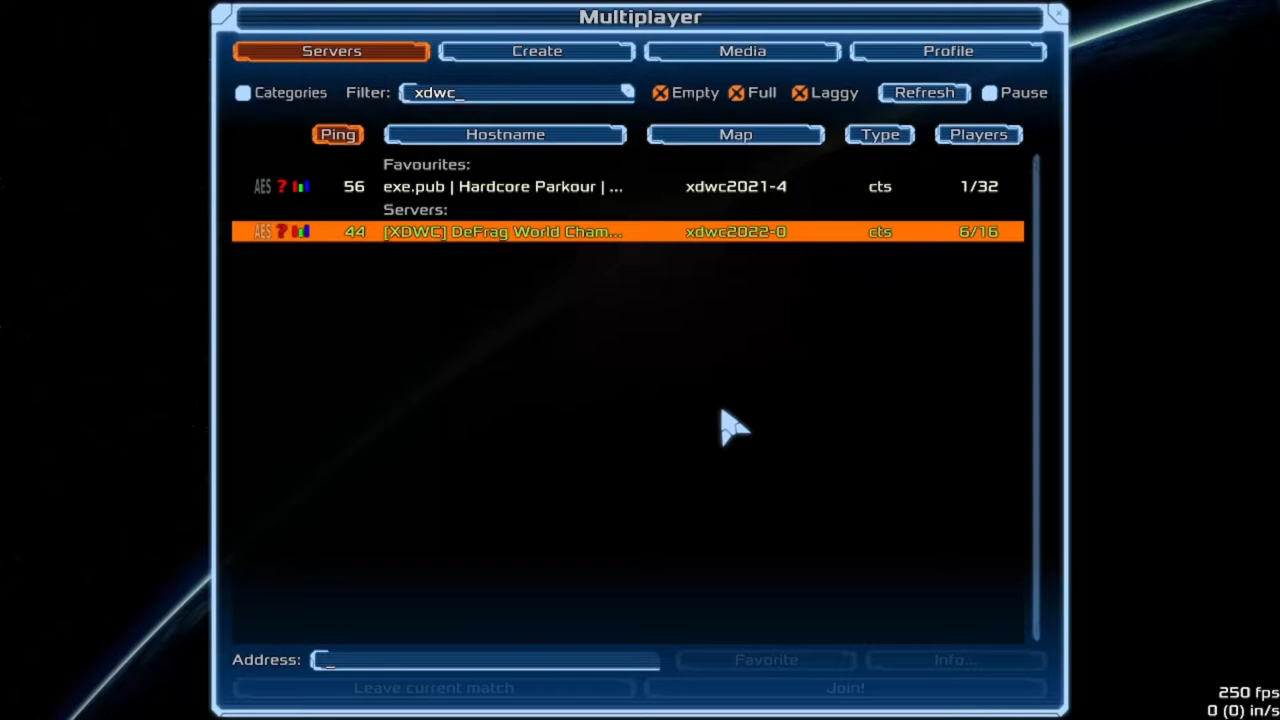 Multiplayer
Servers Create Media Profile
Categories Filter: xdwc_ Empty Full Laggy Refresh Pause
Ping Hostname Map Type Players
Favourites:
AES ? 56 exe.pub | Hardcore Parkour | ... xdwc2021-4 cts 1/32
Servers:
AES ? 44 [XDWC] DeFrag World Cham... xdwc2022-0 cts 6/16
Address: _ Favorite Info...
Leave current match Join!
250 fps
0 (0) in/s